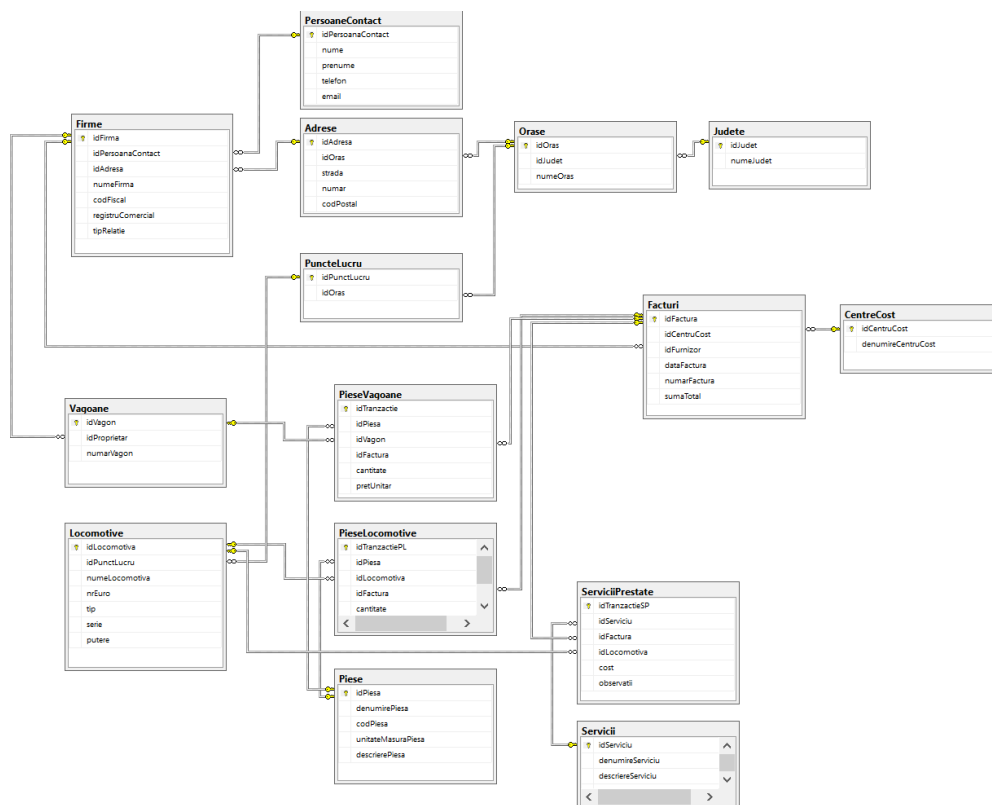 PersoaneContact
idPersoanaContact
nume
prenume
telefon
email
Firme
idFirma
idPersoanaContact
idAdresa
numeFirma
codFiscal
registruComercial
tipRelatie
Adrese
idAdresa
idOras
strada
numar
codPostal
Orase
idOras
idJudet
numeOras
Judete
idJudet
numeJudet
PuncteLucru
idPunctLucru
idOras
Facturi
idFactura
idCentruCost
idFurnizor
dataFactura
numarFactura
sumaTotal
CentreCost
idCentruCost
denumireCentruCost
Vagoane
idVagon
idProprietar
numarVagon
PieseVagoane
idTranzactie
idPiesa
idVagon
idFactura
cantitate
pretUnitar
Locomotive
idLocomotiva
idPunctLucru
numeLocomotiva
nrEuro
tip
serie
putere
PieseLocomotive
idTranzactiePL
idPiesa
idLocomotiva
idFactura
cantitate
ServiciiPrestate
idTranzactieSP
idServiciu
idFactura
idLocomotiva
cost
observatii
Piese
idPiesa
denumirePiesa
codPiesa
unitateMasuraPiesa
descrierePiesa
Servicii
idServiciu
denumireServiciu
descriereServiciu